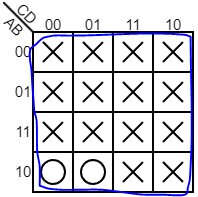 CD
AB
00 01 11 10
00 X X X X
01 X X X X
11 X X X X
10 O O X X